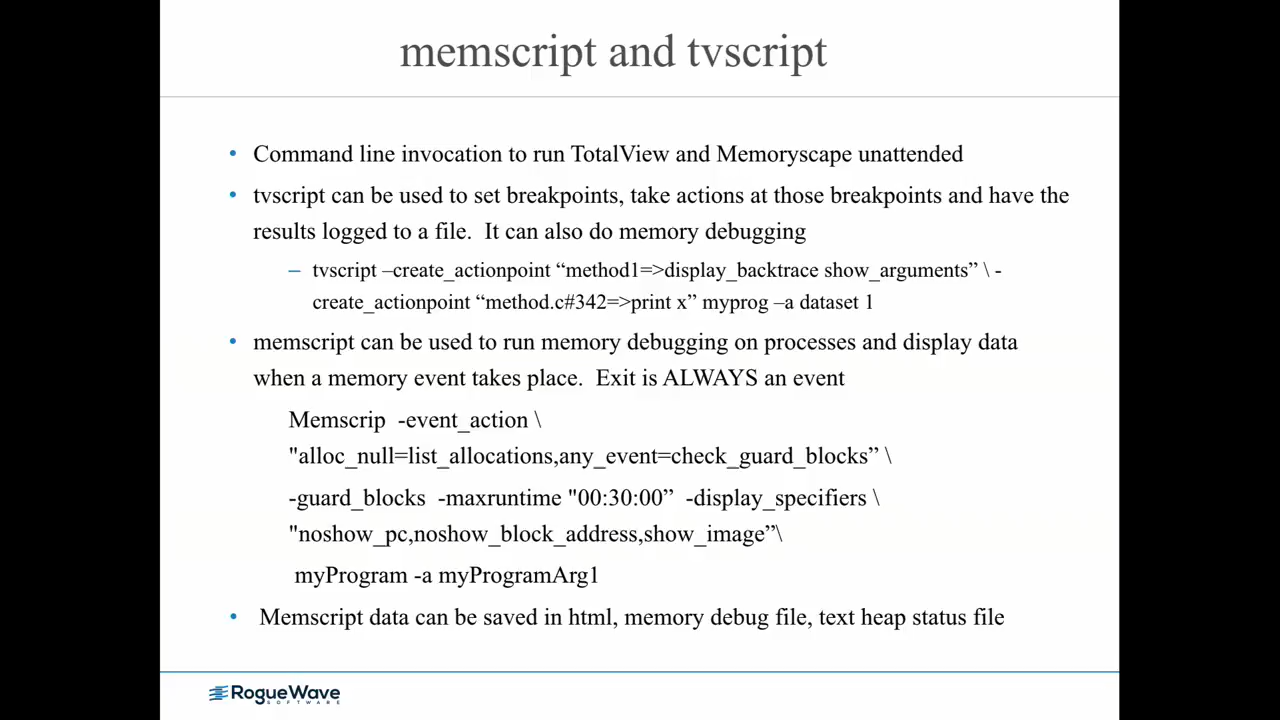 memscript and tvscript
• Command line invocation to run TotalView and Memoryscape unattended
• tvscript can be used to set breakpoints, take actions at those breakpoints and have the
results logged to a file.  It can also do memory debugging
– tvscript –create_actionpoint “method1=>display_backtrace show_arguments” \ -
create_actionpoint “method.c#342=>print x” myprog –a dataset 1
• memscript can be used to run memory debugging on processes and display data
when a memory event takes place.  Exit is ALWAYS an event
Memscrip  -event_action \
"alloc_null=list_allocations,any_event=check_guard_blocks” \
-guard_blocks  -maxruntime "00:30:00”  -display_specifiers \
"noshow_pc,noshow_block_address,show_image”\
myProgram -a myProgramArg1
• Memscript data can be saved in html, memory debug file, text heap status file
RogueWave
SOFTWARE